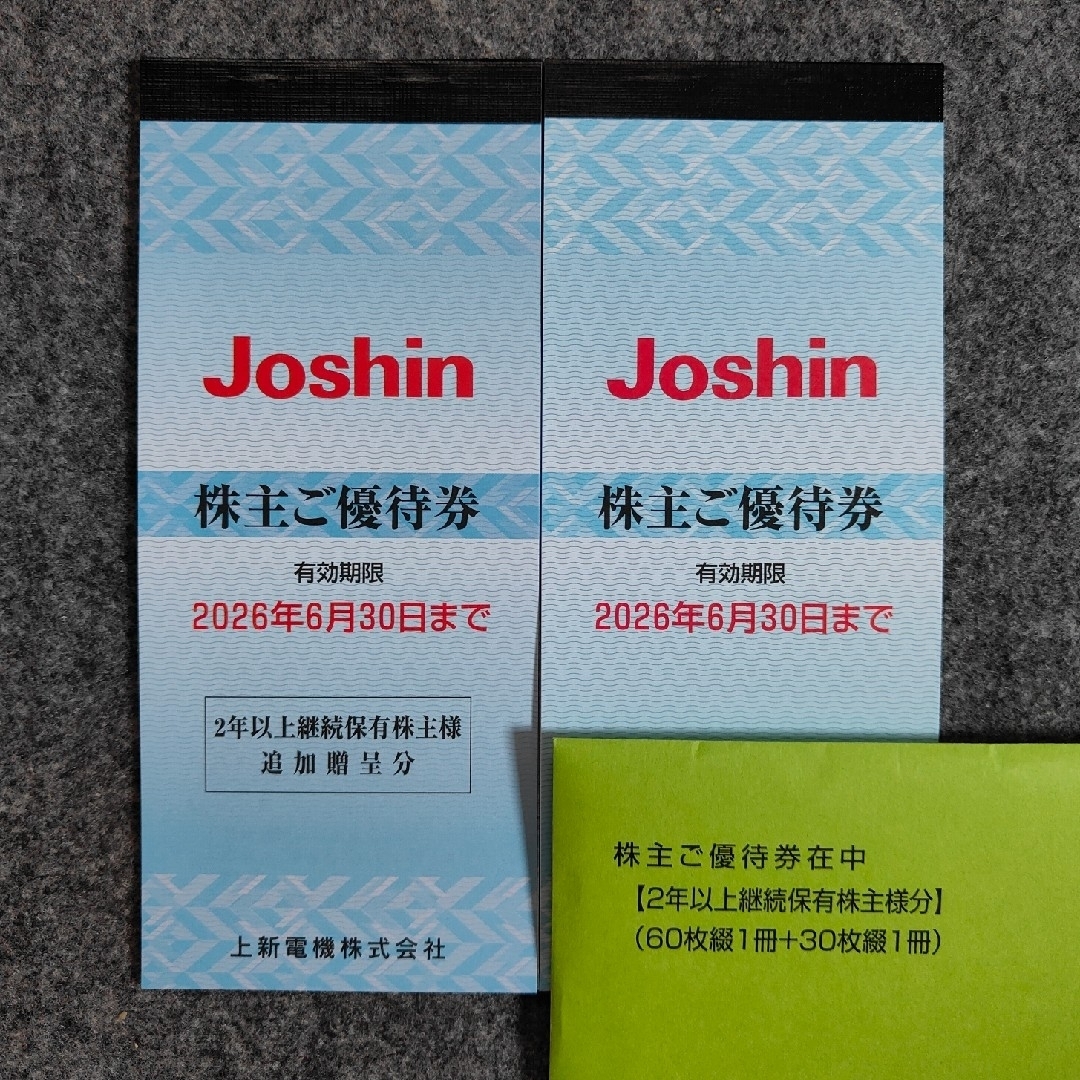 Joshin
株主ご優待券
有効期限
2026年6月30日まで
2年以上継続保有株主様
追加贈呈分
上新電機株式会社
Joshin
株主ご優待券
有効期限
2026年6月30日まで
株主ご優待券在中
【2年以上継続保有株主様分】
(60枚綴1冊+30枚綴1冊)